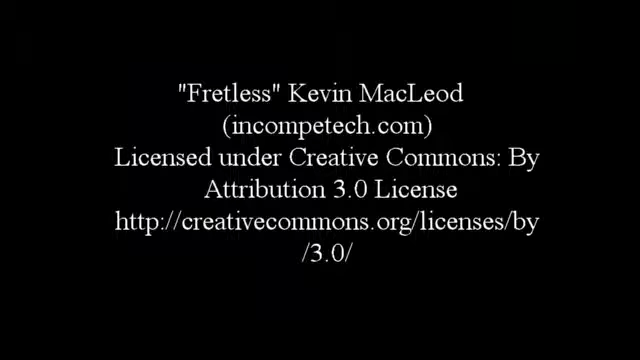 "Fretless" Kevin MacLeod
(incompetech.com)
Licensed under Creative Commons: By
Attribution 3.0 License
http://creativecommons.org/licenses/by
/3.0/